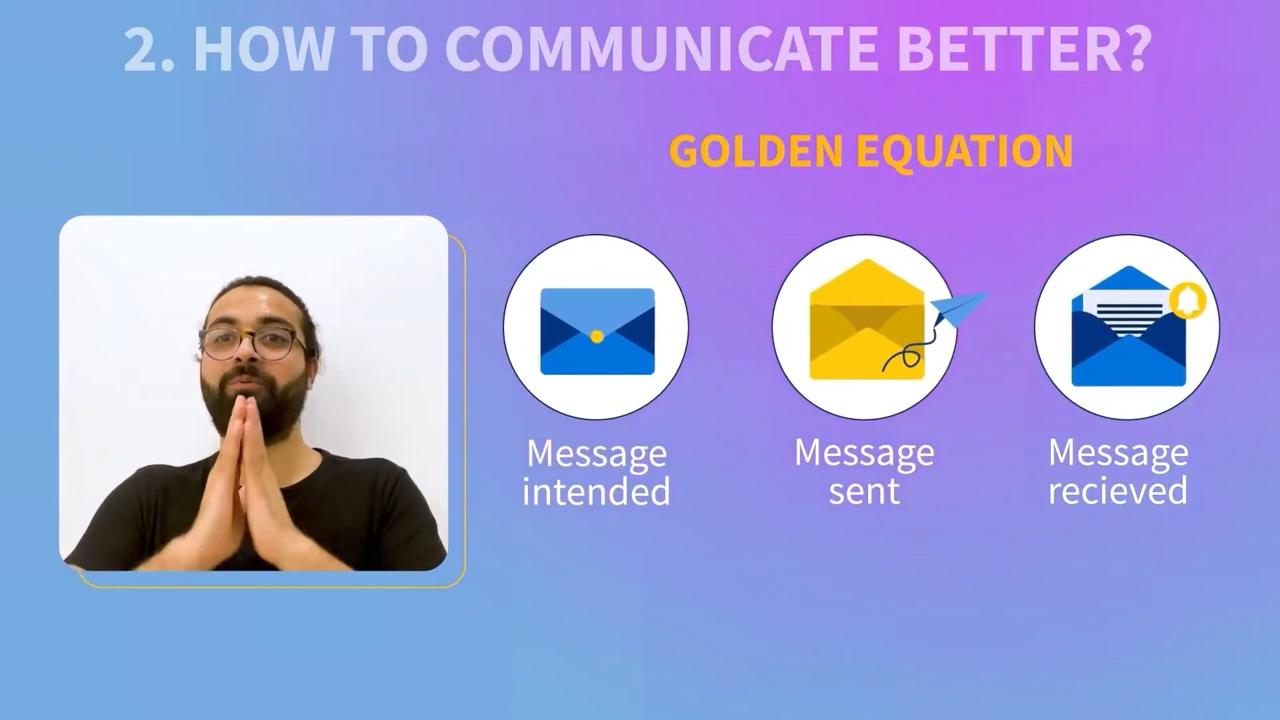 2. HOW TO COMMUNICATE BETTER?
GOLDEN EQUATION
Message
intended
Message
sent
Message
recieved